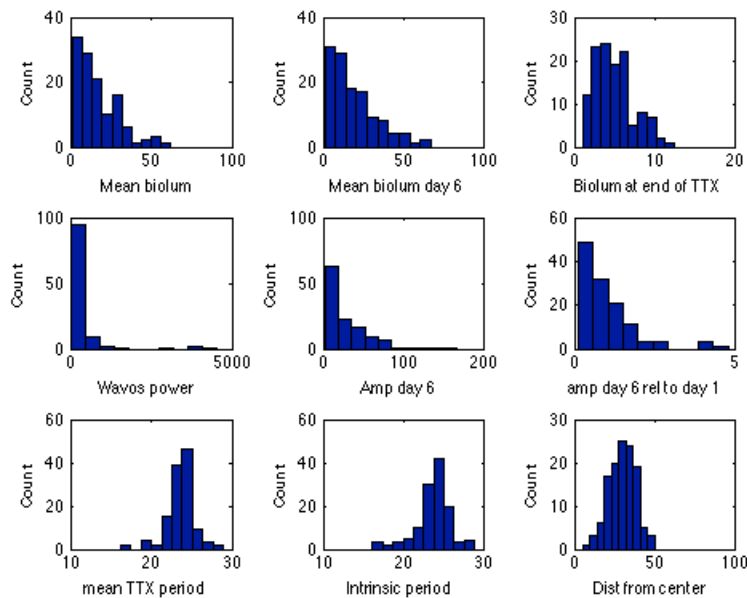 40
20
0
Count
0 50 100
Mean biolum
40
20
0
Count
0 50 100
Mean biolum day 6
30
20
10
0
Count
0 10 20
Biolum at end of TTX
100
50
0
Count
0 5000
Wavos power
100
50
0
Count
0 100 200
Amp day 6
60
40
20
0
Count
0 5
amp day 6 rel to day 1
60
40
20
0
Count
10 20 30
mean TTX period
60
40
20
0
Count
10 20 30
Intrinsic period
30
20
10
0
Count
0 50 100
Dist from center